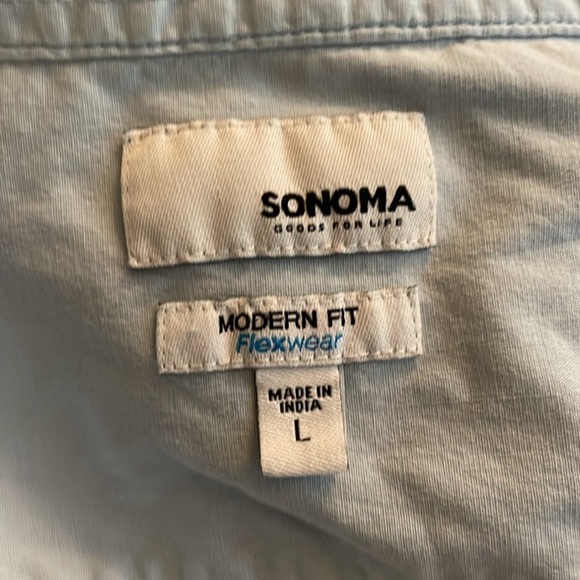 SONOMA
GOODS FOR LIFE
MODERN FIT
Flexwear
MADE IN
INDIA
L